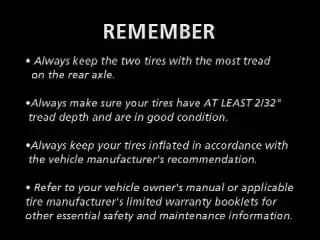 REMEMBER
• Always keep the two tires with the most tread
on the rear axle.
•Always make sure your tires have AT LEAST 2/32"
tread depth and are in good condition.
•Always keep your tires inflated in accordance with
the vehicle manufacturer's recommendation.
• Refer to your vehicle owner's manual or applicable
tire manufacturer's limited warranty booklets for
other essential safety and maintenance information.